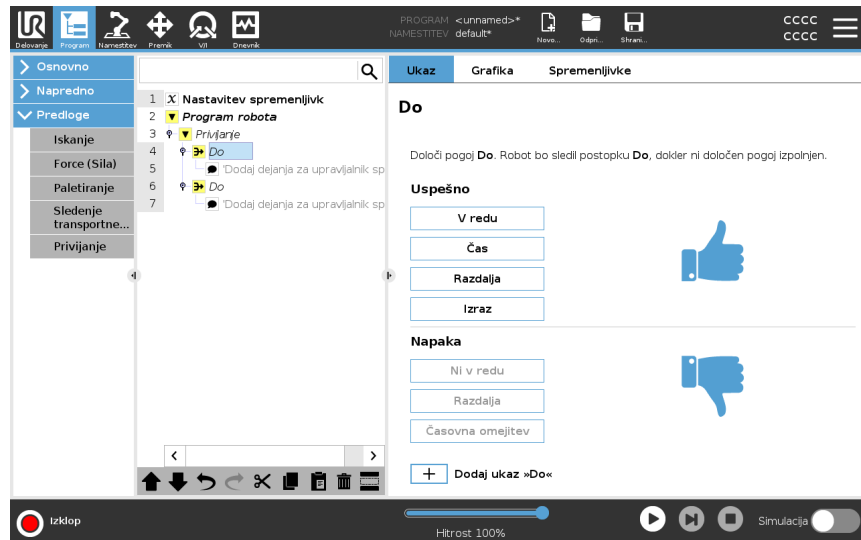 PROGRAM <unnamed>*
NAMESTITEV default*
CCCC
CCCC
Delovanje Program Namestitev Premik V/I Dnevnik
Novo... Odpri... Shrani...
Osnovno
Napredno
Predloge
Iskanje
Force (Sila)
Paletiranje
Sledenje
transportne...
Privijanje
1 X Nastavitev spremenljivk
2 Program robota
3 Privijanje
4 Do
5 'Dodaj dejanja za upravljalnik sp
6 Do
7 'Dodaj dejanja za upravljalnik sp
Ukaz Grafika Spremenljivke
Do
Določi pogoj Do. Robot bo sledil postopku Do, dokler ni določen pogoj izpolnjen.
Uspešno
V redu
Čas
Razdalja
Izraz
Napaka
Ni v redu
Razdalja
Časovna omejitev
+ Dodaj ukaz »Do«
Izklop
Hitrost 100%
Simulacija